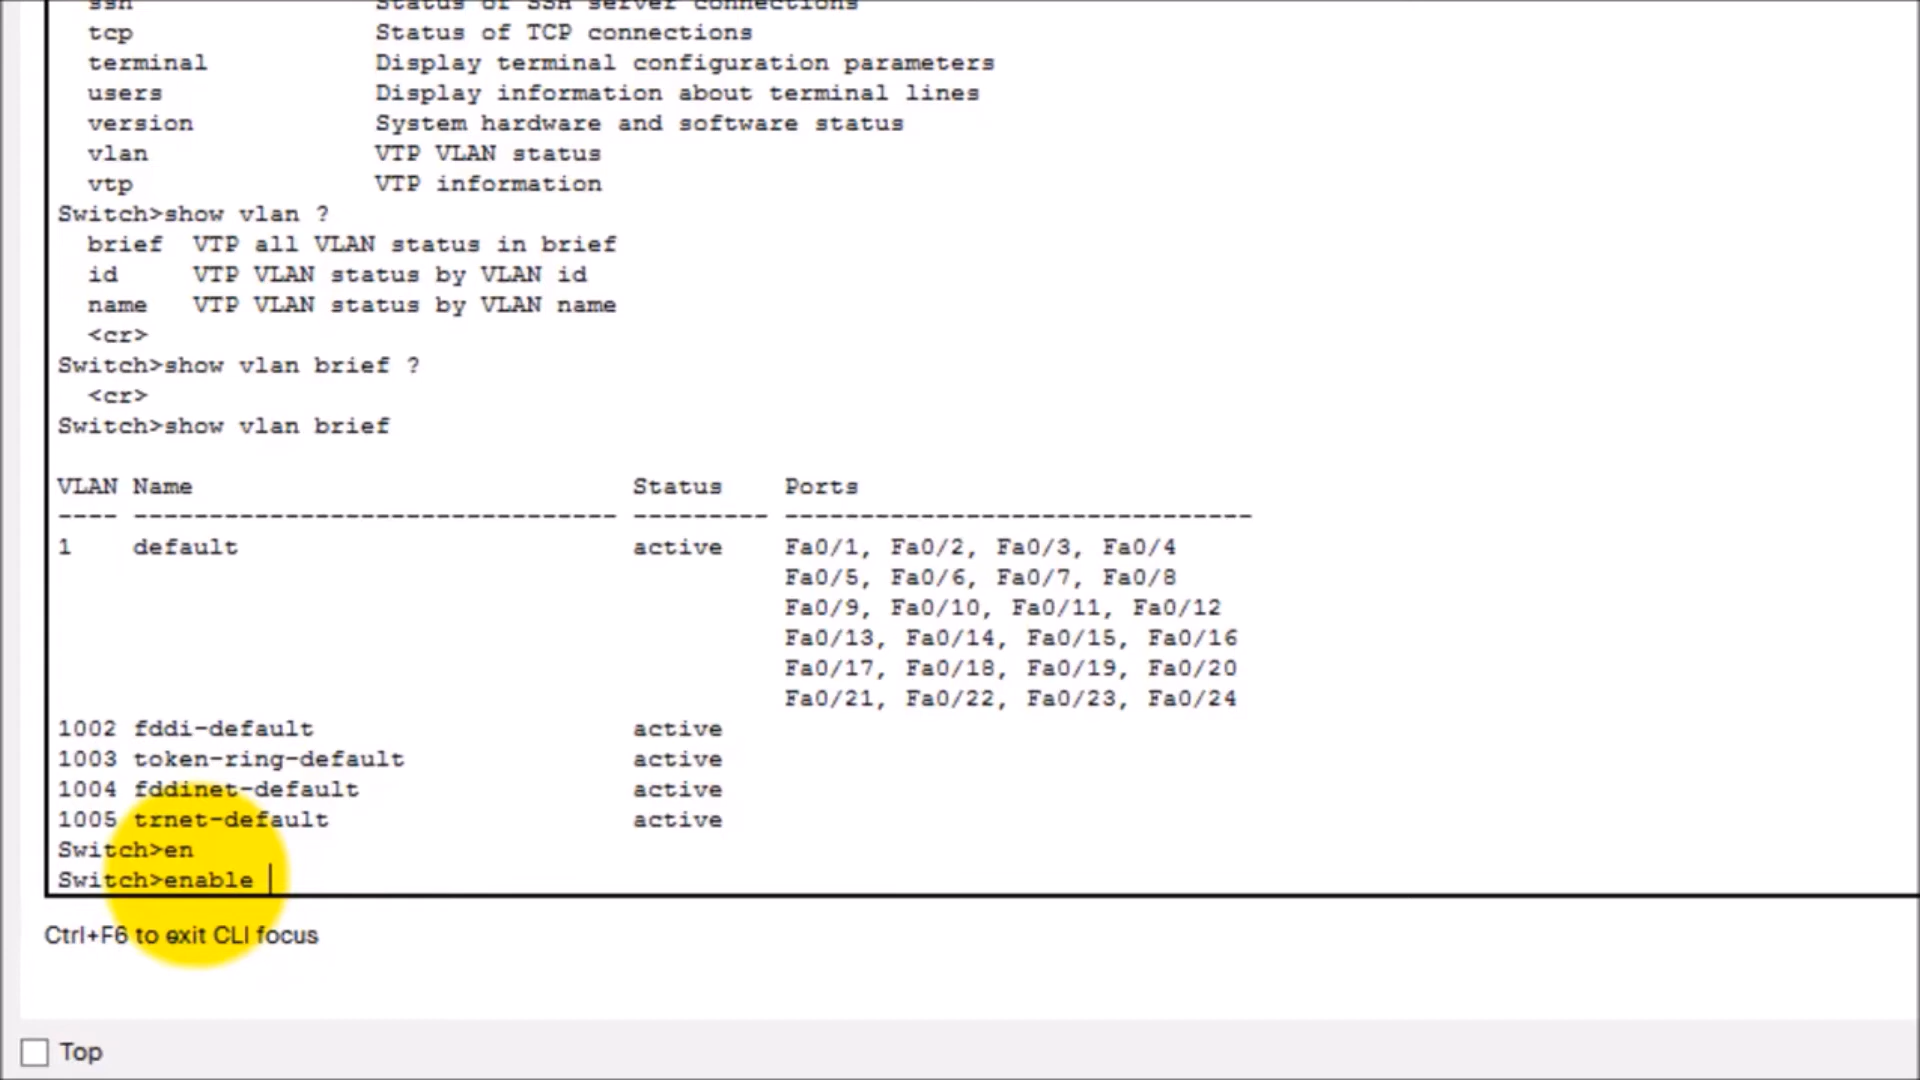 ssh Status of SSH server connections
tcp Status of TCP connections
terminal Display terminal configuration parameters
users Display information about terminal lines
version System hardware and software status
vlan VTP VLAN status
vtp VTP information
Switch>show vlan ?
brief VTP all VLAN status in brief
id VTP VLAN status by VLAN id
name VTP VLAN status by VLAN name
<cr>
Switch>show vlan brief ?
<cr>
Switch>show vlan brief
VLAN Name Status Ports
---- -------------------------------- --------- -------------------------------
1 default active Fa0/1, Fa0/2, Fa0/3, Fa0/4
Fa0/5, Fa0/6, Fa0/7, Fa0/8
Fa0/9, Fa0/10, Fa0/11, Fa0/12
Fa0/13, Fa0/14, Fa0/15, Fa0/16
Fa0/17, Fa0/18, Fa0/19, Fa0/20
Fa0/21, Fa0/22, Fa0/23, Fa0/24
1002 fddi-default active
1003 token-ring-default active
1004 fddinet-default active
1005 trnet-default active
Switch>en
Switch>enable
Ctrl+F6 to exit CLI focus
Top